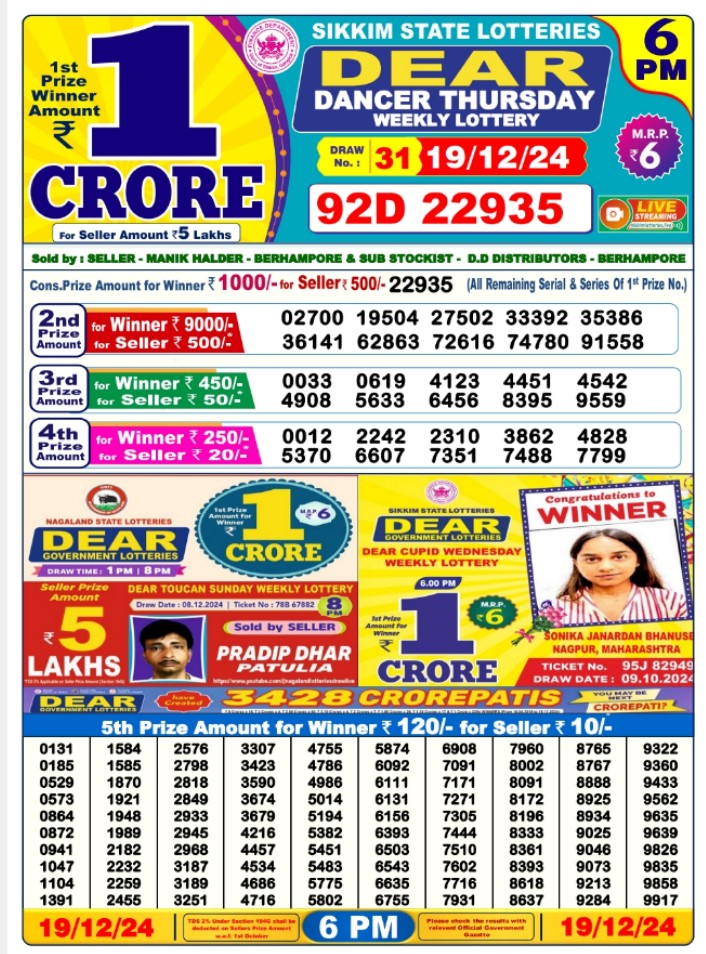 SIKKIM STATE LOTTERIES
DEAR
DANCER THURSDAY
WEEKLY LOTTERY
6
PM
1st
Prize
Winner
Amount
₹
1
CRORE
For Seller Amount ₹5 Lakhs
M.R.P.
₹6
DRAW
No. :
31
19/12/24
92D 22935
LIVE
STREAMING
Sold by : SELLER - MANIK HALDER - BERHAMPORE & SUB STOCKIST - D.D DISTRIBUTORS - BERHAMPORE
Cons.Prize Amount for Winner ₹ 1000/- for Seller ₹ 500/- 22935 (All Remaining Serial & Series Of 1st Prize No.)
2nd
Prize
Amount
for Winner ₹ 9000/-
for Seller ₹ 500/-*
02700 19504 27502 33392 35386
36141 62863 72616 74780 91558
3rd
Prize
Amount
for Winner ₹ 450/-
for Seller ₹ 50/-*
0033 0619 4123 4451 4542
4908 5633 6456 8395 9559
4th
Prize
Amount
for Winner ₹ 250/-
for Seller ₹ 20/-*
0012 2242 2310 3862 4828
5370 6607 7351 7488 7799
NAGALAND STATE LOTTERIES
DEAR
GOVERNMENT LOTTERIES
DRAW TIME : 1 PM | 8 PM
1st Prize
Amount for
Winner
₹
1
CRORE
M.R.P.
₹6
Seller Prize
Amount
₹5
LAKHS
DEAR TOUCAN SUNDAY WEEKLY LOTTERY
Draw Date : 08.12.2024 | Ticket No : 78B 67882
8
PM
Sold by SELLER
PRADIP DHAR
PATULIA
SIKKIM STATE LOTTERIES
DEAR
GOVERNMENT LOTTERIES
DEAR CUPID WEDNESDAY
WEEKLY LOTTERY
6.00 PM
1st Prize
Amount for
Winner
₹
1
CRORE
M.R.P.
₹6
Congratulations to
WINNER
SONIKA JANARDAN BHANUSE
NAGPUR, MAHARASHTRA
TICKET No. 95J 82949
DRAW DATE : 09.10.2024
DEAR
GOVERNMENT LOTTERIES
have
Created
3428 CROREPATIS
YOU MAY BE
NEXT
CROREPATI?
5th Prize Amount for Winner ₹ 120/- for Seller ₹ 10/-
0131 1584 2576 3307 4755 5874 6908 7960 8765 9322
0185 1585 2798 3423 4786 6092 7091 8002 8767 9360
0529 1870 2818 3590 4986 6111 7171 8091 8888 9433
0573 1921 2849 3674 5014 6131 7271 8172 8925 9562
0864 1948 2933 3679 5194 6156 7305 8196 8934 9635
0872 1989 2945 4216 5382 6393 7444 8333 9025 9639
0941 2182 2968 4457 5451 6503 7510 8361 9046 9826
1047 2232 3187 4534 5483 6543 7602 8393 9073 9835
1104 2259 3189 4686 5775 6635 7716 8618 9213 9858
1391 2455 3251 4716 5802 6755 7931 8637 9284 9917
19/12/24
TDS 2% Under Section 194G shall be
deducted on Sellers Prize Amount
w.e.f. 1st October
6 PM
Please check the results with
relevent Official Government
Gazette
19/12/24